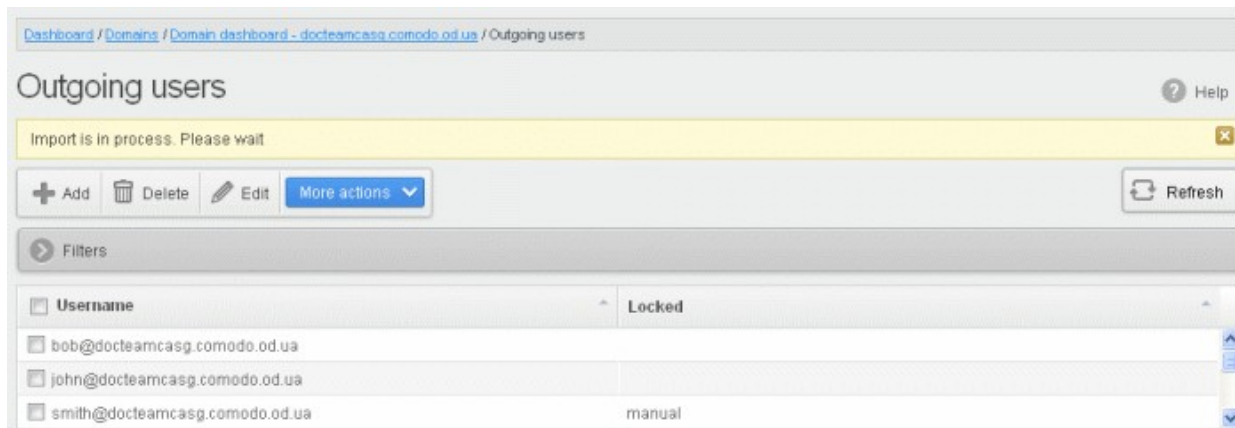 Dashboard / Domains / Domain dashboard - docteamcasg.comodo.od.ua / Outgoing users
Outgoing users
? Help
Import is in process. Please wait
Add Delete Edit More actions Refresh
Filters
Username Locked
bob@docteamcasg.comodo.od.ua
john@docteamcasg.comodo.od.ua
smith@docteamcasg.comodo.od.ua manual